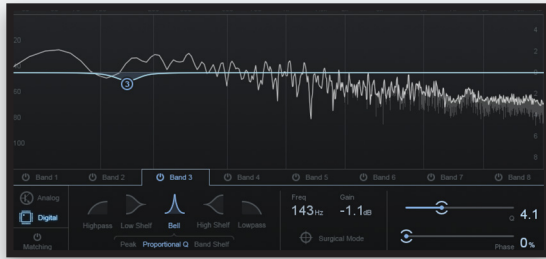 20
40
60
80
100
4
2
0
2
4
6
8
3
Band 1 Band 2 Band 3 Band 4 Band 5 Band 6 Band 7 Band 8
Analog
Digital
Matching
Highpass Low Shelf Bell High Shelf Lowpass
Peak Proportional Q Band Shelf
Freq Gain
143 Hz -1.1 dB
Surgical Mode
Q 4.1
Phase 0%